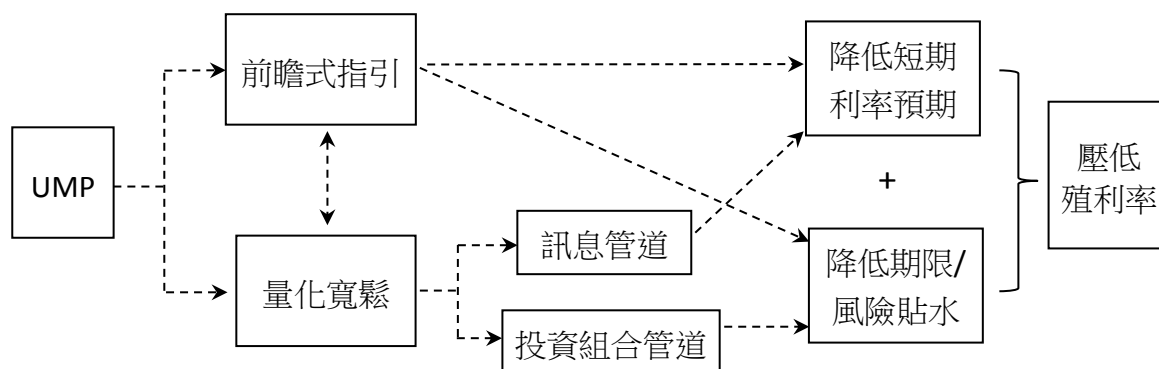 UMP
前瞻式指引
量化寬鬆
訊息管道
投資組合管道
降低短期
利率預期
+
降低期限/
風險貼水
壓低
殖利率